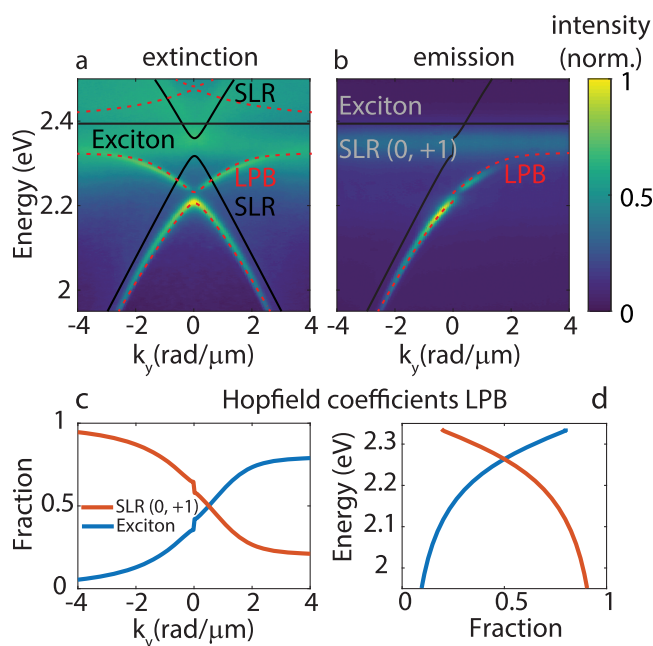 a extinction
b emission
intensity
(norm.)
Energy (eV)
2.4
2.2
2
SLR
Exciton
LPB
SLR
-4 -2 0 2 4
k_y(rad/μm)
Exciton
SLR (0, +1)
LPB
-4 -2 0 2 4
k_y(rad/μm)
1
0.5
0
c Hopfield coefficients LPB d
Fraction
1
0.5
0
SLR (0, +1)
Exciton
-4 -2 0 2 4
k_y(rad/μm)
Energy (eV)
2.3
2.2
2.1
2
0 0.5 1
Fraction